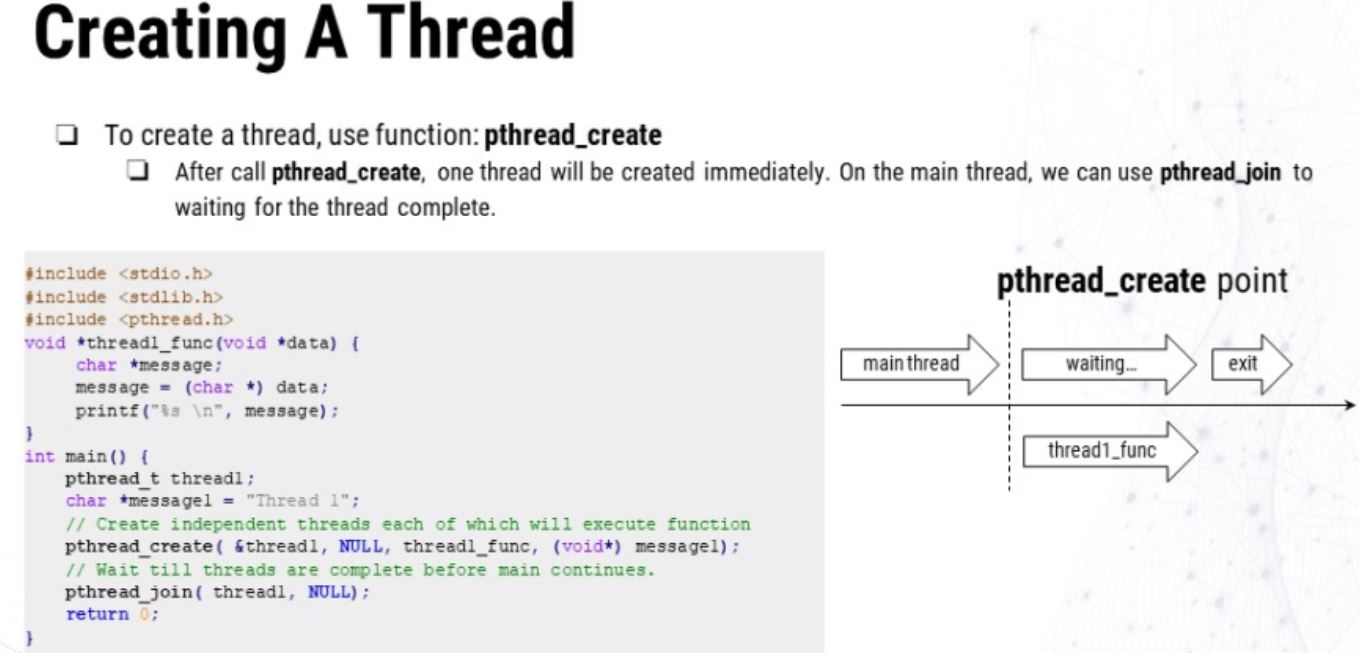 Creating A Thread
❏ To create a thread, use function: pthread_create
❏ After call pthread_create, one thread will be created immediately. On the main thread, we can use pthread_join to
waiting for the thread complete.
#include <stdio.h>
#include <stdlib.h>
#include <pthread.h>
void *thread1_func(void *data) {
     char *message;
     message = (char *) data;
     printf("%s \n", message);
}
int main() {
    pthread_t thread1;
    char *message1 = "Thread 1";
    // Create independent threads each of which will execute function
    pthread_create( &thread1, NULL, thread1_func, (void*) message1);
    // Wait till threads are complete before main continues.
    pthread_join( thread1, NULL);
    return 0;
}
pthread_create point
main thread
waiting...
exit
thread1_func